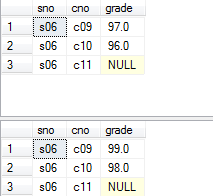 sno cno grade
1 s06 c09 97.0
2 s06 c10 96.0
3 s06 c11 NULL
sno cno grade
1 s06 c09 99.0
2 s06 c10 98.0
3 s06 c11 NULL